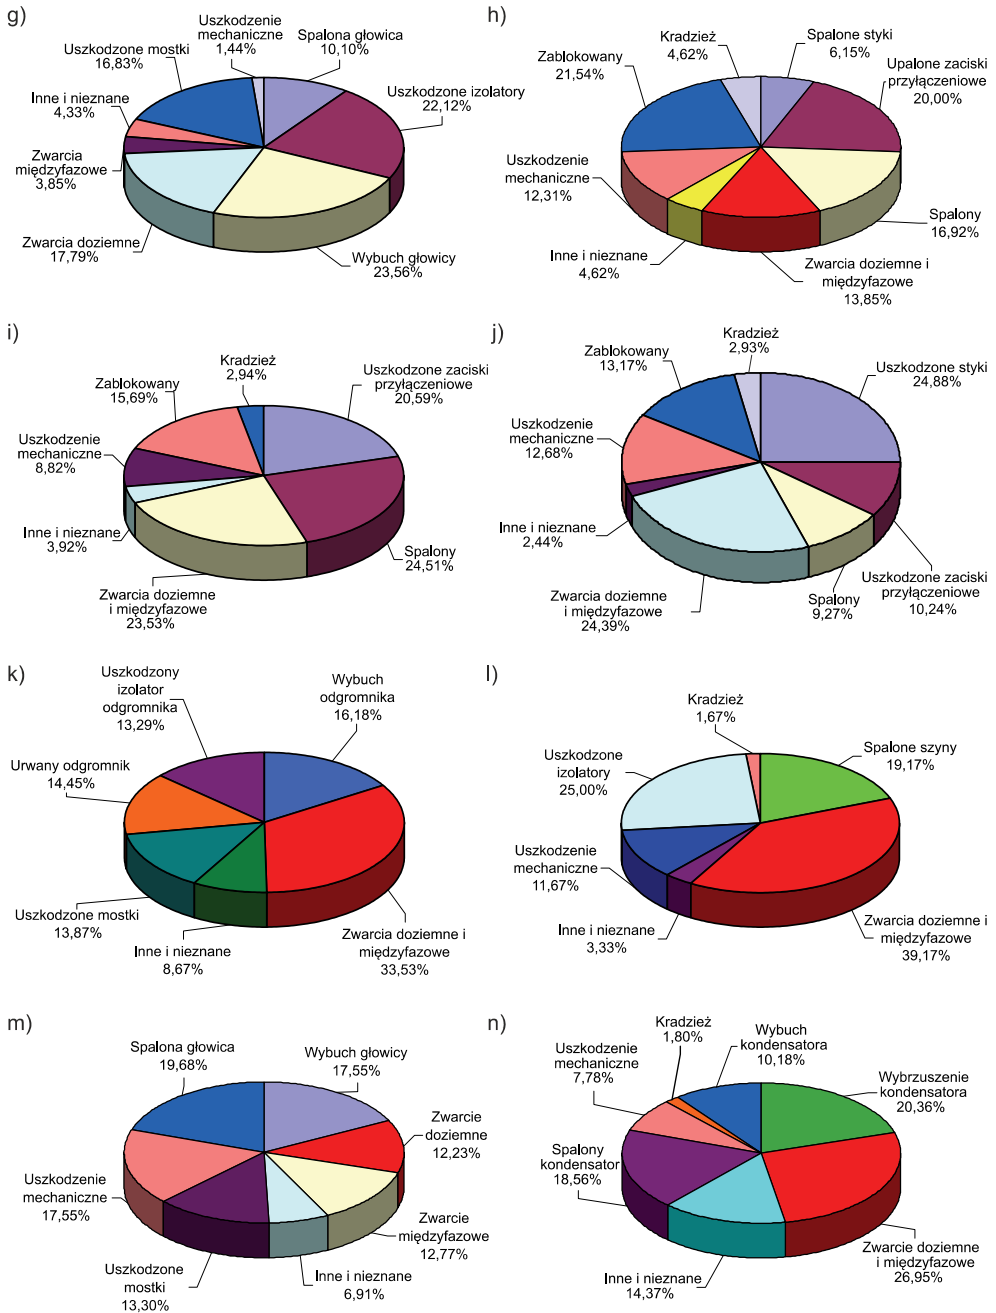 g)
Uszkodzenie
mechaniczne
1,44%
Spalona głowica
10,10%
Uszkodzone mostki
16,83%
Uszkodzone izolatory
22,12%
Inne i nieznane
4,33%
Zwarcia
międzyfazowe
3,85%
Zwarcia doziemne
17,79%
Wybuch głowicy
23,56%
h)
Kradzież
4,62%
Spalone styki
6,15%
Zablokowany
21,54%
Upalone zaciski
przyłączeniowe
20,00%
Uszkodzenie
mechaniczne
12,31%
Spalony
16,92%
Inne i nieznane
4,62%
Zwarcia doziemne i
międzyfazowe
13,85%
i)
Kradzież
2,94%
Uszkodzone zaciski
przyłączeniowe
20,59%
Zablokowany
15,69%
Uszkodzenie
mechaniczne
8,82%
Inne i nieznane
3,92%
Spalony
24,51%
Zwarcia doziemne
i międzyfazowe
23,53%
j)
Kradzież
2,93%
Zablokowany
13,17%
Uszkodzone styki
24,88%
Uszkodzenie
mechaniczne
12,68%
Inne i nieznane
2,44%
Uszkodzone zaciski
przyłączeniowe
10,24%
Zwarcia doziemne
i międzyfazowe
24,39%
Spalony
9,27%
k)
Uszkodzony
izolator
odgromnika
13,29%
Wybuch
odgromnika
16,18%
Urwany odgromnik
14,45%
Uszkodzone mostki
13,87%
Inne i nieznane
8,67%
Zwarcia doziemne i
międzyfazowe
33,53%
l)
Kradzież
1,67%
Spalone szyny
19,17%
Uszkodzone
izolatory
25,00%
Uszkodzenie
mechaniczne
11,67%
Inne i nieznane
3,33%
Zwarcia doziemne i
międzyfazowe
39,17%
m)
Spalona głowica
19,68%
Wybuch głowicy
17,55%
Zwarcie
doziemne
12,23%
Uszkodzenie
mechaniczne
17,55%
Zwarcie
międzyfazowe
12,77%
Uszkodzone
mostki
13,30%
Inne i nieznane
6,91%
n)
Kradzież
1,80%
Wybuch
kondensatora
10,18%
Uszkodzenie
mechaniczne
7,78%
Wybrzuszenie
kondensatora
20,36%
Spalony
kondensator
18,56%
Inne i nieznane
14,37%
Zwarcie doziemne
i międzyfazowe
26,95%